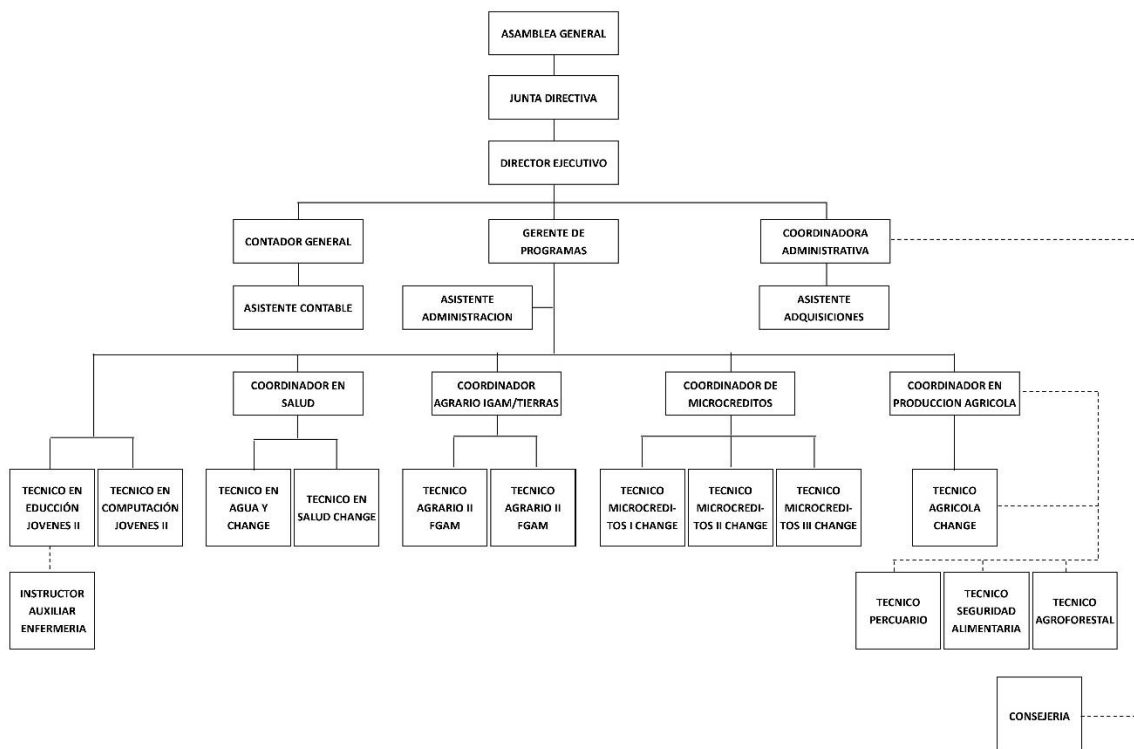 ASAMBLEA GENERAL
JUNTA DIRECTIVA
DIRECTOR EJECUTIVO
CONTADOR GENERAL
GERENTE DE
PROGRAMAS
COORDINADORA
ADMINISTRATIVA
ASISTENTE CONTABLE
ASISTENTE
ADMINISTRACION
ASISTENTE
ADQUISICIONES
COORDINADOR EN
SALUD
COORDINADOR
AGRARIO IGAM/TIERRAS
COORDINADOR DE
MICROCREDITOS
COORDINADOR EN
PRODUCCION AGRICOLA
TECNICO EN
EDUCCIÓN
JOVENES II
TECNICO EN
COMPUTACIÓN
JOVENES II
TECNICO EN
AGUA Y
CHANGE
TECNICO EN
SALUD CHANGE
TECNICO
AGRARIO II
FGAM
TECNICO
AGRARIO II
FGAM
TECNICO
MICROCREDI-
TOS I CHANGE
TECNICO
MICROCREDI-
TOS II CHANGE
TECNICO
MICROCREDI-
TOS III CHANGE
TECNICO
AGRICOLA
CHANGE
INSTRUCTOR
AUXILIAR
ENFERMERIA
TECNICO
PERCUARIO
TECNICO
SEGURIDAD
ALIMENTARIA
TECNICO
AGROFORESTAL
CONSEJERIA